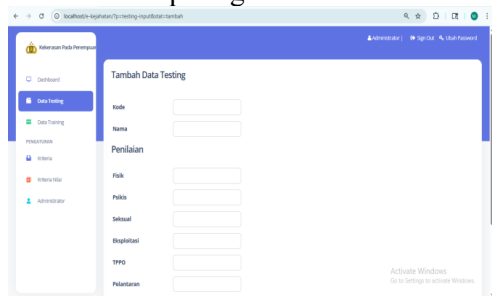 localhost/e-kejahatan/?p=testing-input&stat=tambah
Administrator | Sign Out Ubah Password
Kekerasan Pada Perempuan
Dashboard
Data Testing
Data Training
PENGATURAN
Kriteria
Kriteria Nilai
Administrator
Tambah Data Testing
Kode
Nama
Penilaian
Fisik
Psikis
Seksual
Eksploitasi
TPPO
Pelantaran
Activate Windows
Go to Settings to activate Windows.